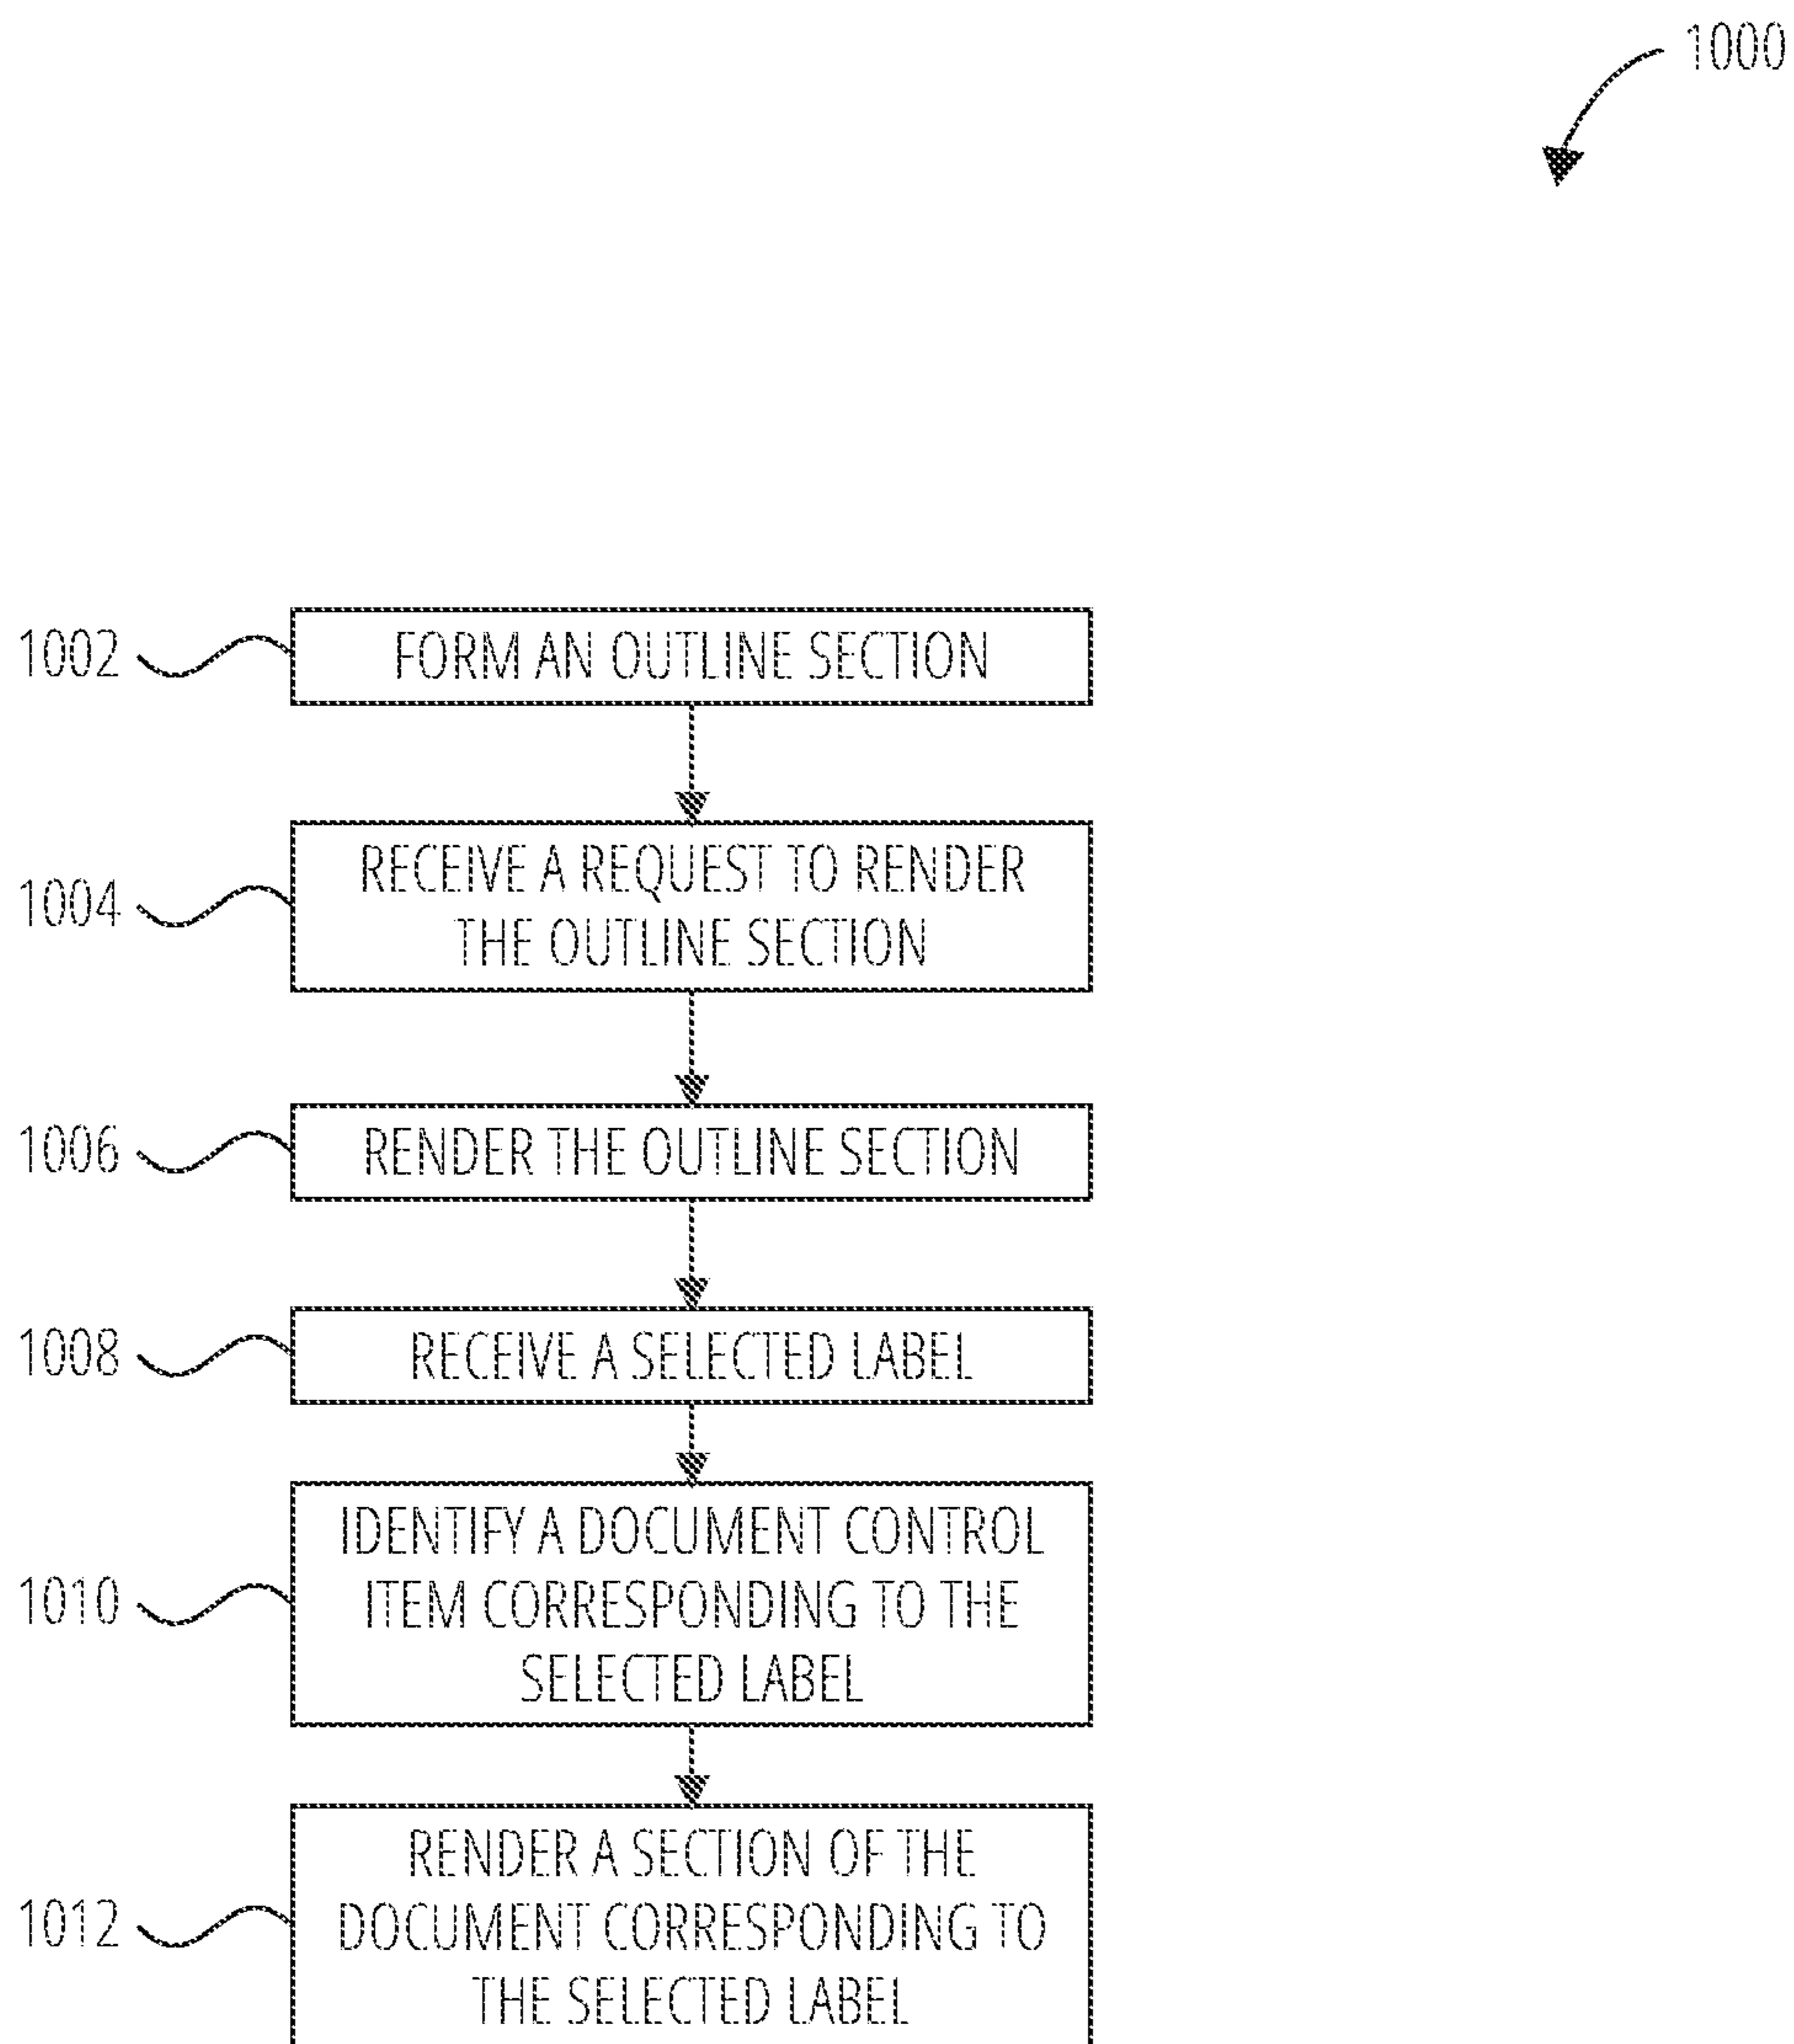 1000
1002
FORM AN OUTLINE SECTION
1004
RECEIVE A REQUEST TO RENDER
THE OUTLINE SECTION
1006
RENDER THE OUTLINE SECTION
1008
RECEIVE A SELECTED LABEL
1010
IDENTIFY A DOCUMENT CONTROL
ITEM CORRESPONDING TO THE
SELECTED LABEL
1012
RENDER A SECTION OF THE
DOCUMENT CORRESPONDING TO
THE SELECTED LABEL